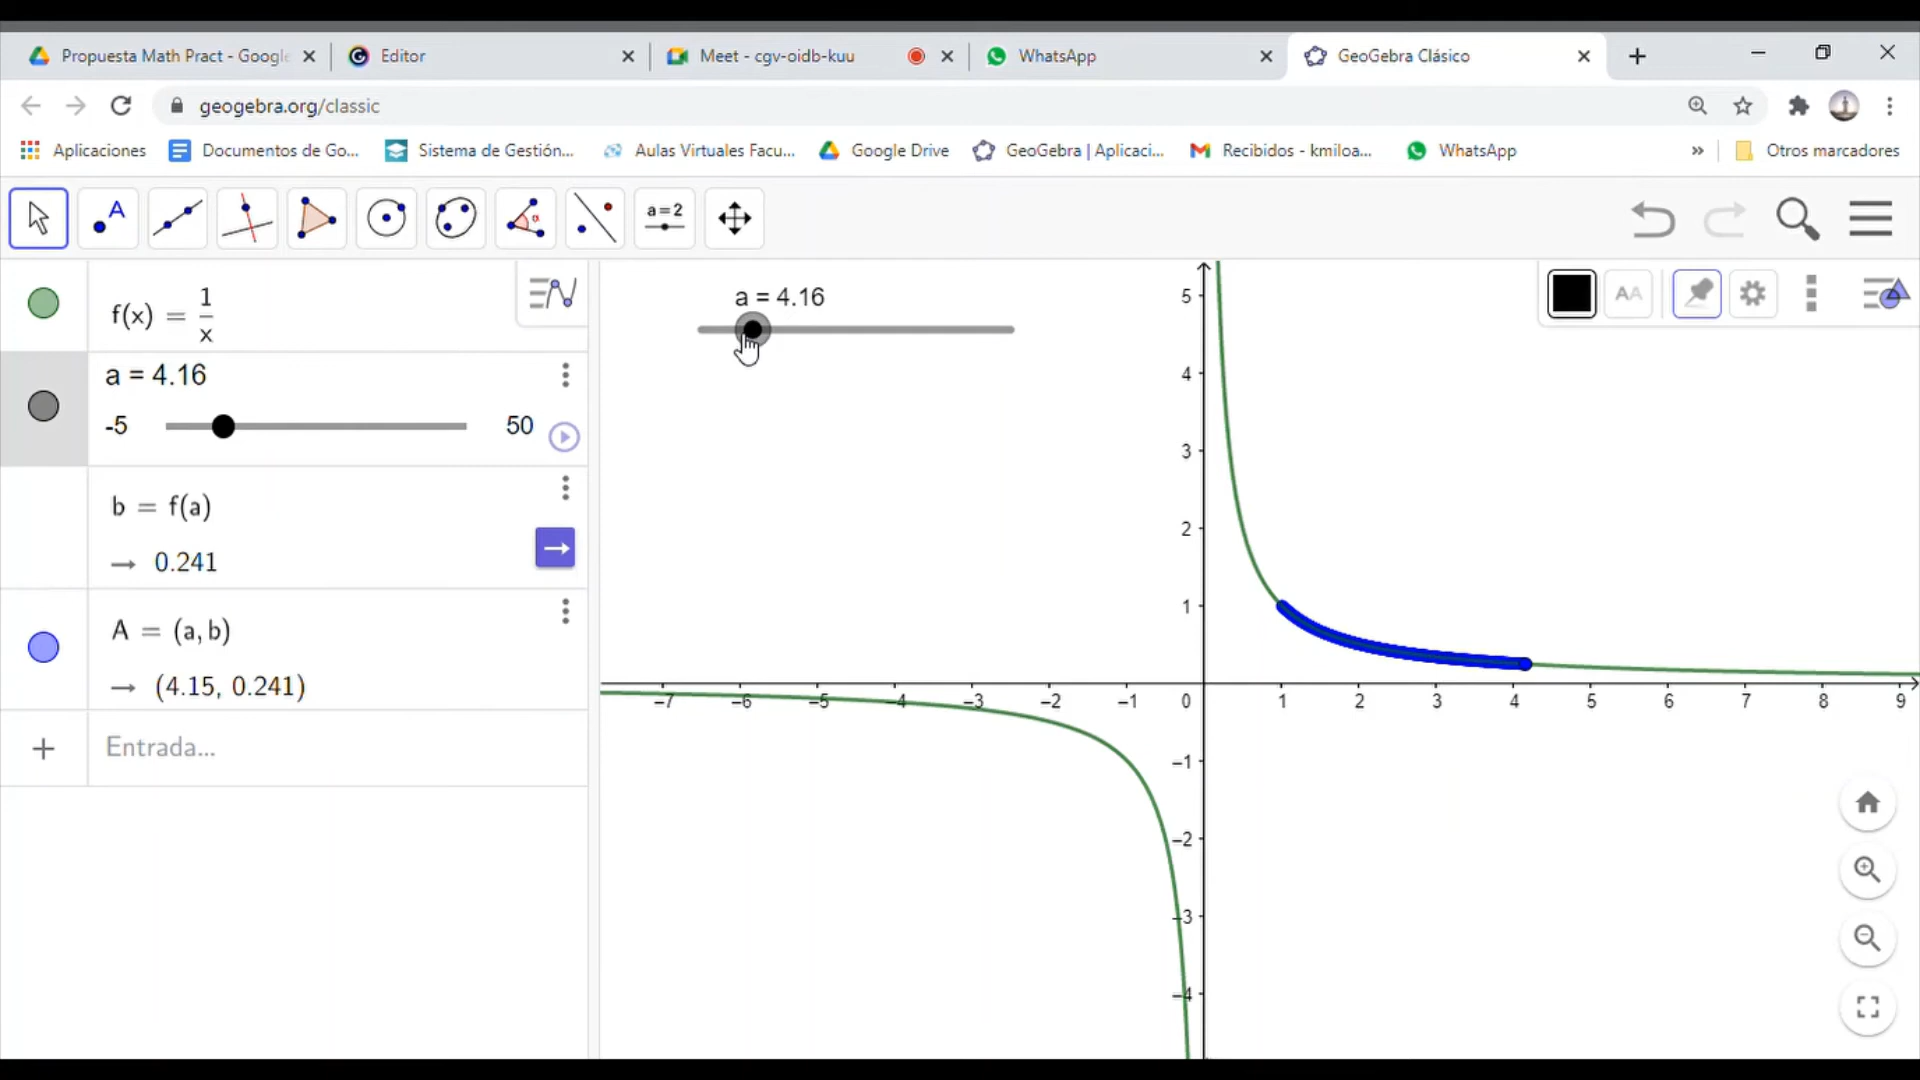 Propuesta Math Pract - Google
Editor
Meet - cgv-oidb-kuu
WhatsApp
GeoGebra Clásico
geogebra.org/classic
Aplicaciones
Documentos de Go...
Sistema de Gestión...
Aulas Virtuales Facu...
Google Drive
GeoGebra | Aplicaci...
Recibidos - kmiloa...
WhatsApp
»
Otros marcadores
A
α
a=2
f(x) = 1/x
a = 4.16
-5
50
b = f(a)
→ 0.241
A = (a, b)
→ (4.15, 0.241)
+ Entrada...
a = 4.16
AA
5
4
3
2
1
−7 −6 −5 −4 −3 −2 −1 0 1 2 3 4 5 6 7 8 9
−1
−2
−3
−4